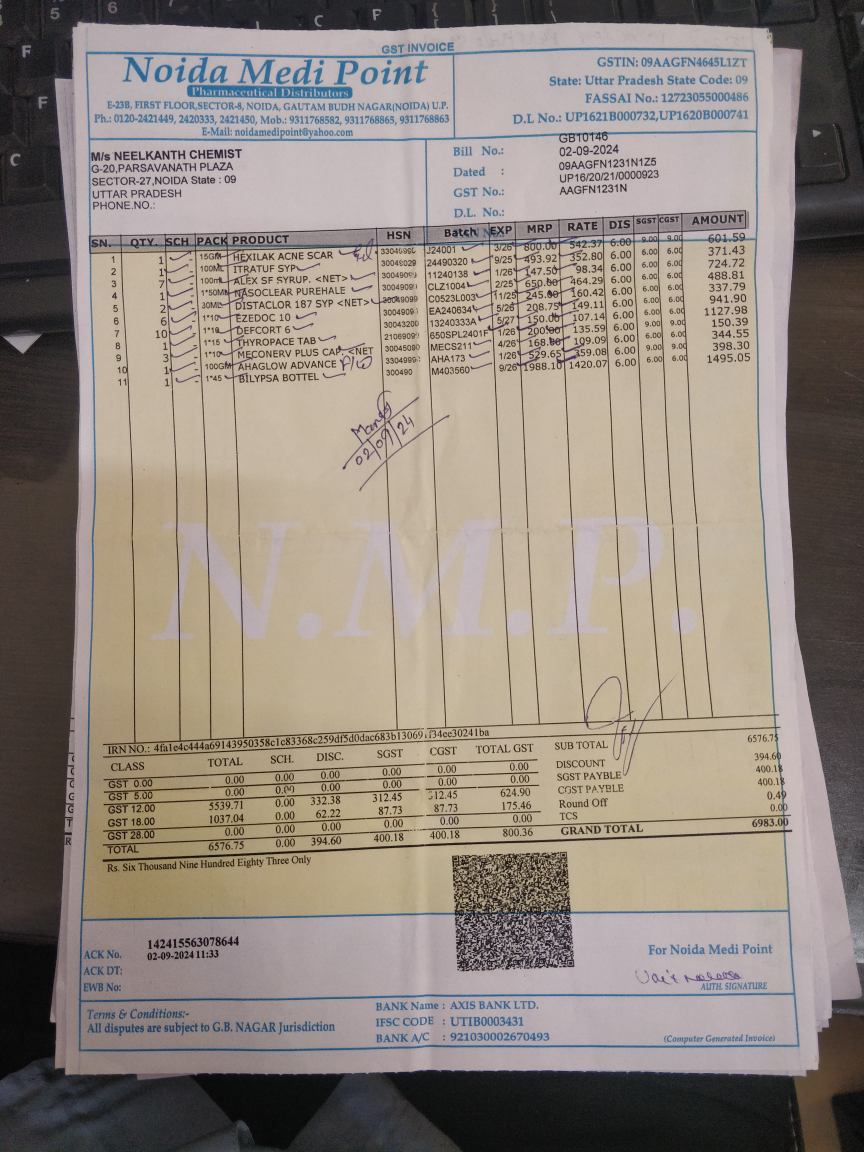 GST INVOICE
Noida Medi Point
Pharmaceutical Distributors
E-23B, FIRST FLOOR,SECTOR-8, NOIDA, GAUTAM BUDH NAGAR(NOIDA) U.P.
Ph.: 0120-2421449, 2420333, 2421450, Mob.: 9311768582, 9311768865, 9311768863
E-Mail: noidamedipoint@yahoo.com
GSTIN: 09AAGFN4645L1ZT
State: Uttar Pradesh State Code: 09
FASSAI No.: 12723055000486
D.L No.: UP1621B000732,UP1620B000741
M/s NEELKANTH CHEMIST
G-20,PARSAVANATH PLAZA
SECTOR-27,NOIDA State : 09
UTTAR PRADESH
PHONE.NO.:
Bill No.: GB10146
Dated : 02-09-2024
GST No.: 09AAGFN1231N1Z5
UP16/20/21/0000923
D.L. No.: AAGFN1231N
SN. QTY. SCH PACK PRODUCT HSN Batch EXP MRP RATE DIS SGST CGST AMOUNT
1 1 - 15GM HEXILAK ACNE SCAR J24001 3/26 800.00 542.37 6.00 9.00 9.00 601.59
2 1 - 100ML ITRATUF SYP 30049029 24490320 9/25 493.92 352.80 6.00 6.00 6.00 371.43
3 7 - 100ML ALEX SF SYRUP. <NET> 30049099 11240138 1/26 147.50 98.34 6.00 6.00 6.00 724.72
4 1 - 1*50ML NASOCLEAR PUREHALE 30049099 CLZ1004 2/25 650.00 464.29 6.00 6.00 6.00 488.81
5 2 - 30ML DISTACLOR 187 SYP <NET> 30049099 C0523L003 11/25 245.00 160.42 6.00 6.00 6.00 337.79
6 6 - 1*10 EZEDOC 10 30049099 EA240634 5/26 208.75 149.11 6.00 6.00 6.00 941.90
7 10 - 1*10 DEFCORT 6 30043200 13240333A 5/27 150.00 107.14 6.00 6.00 6.00 1127.98
8 1 - 1*15 THYROPACE TAB 21069099 650SPL2401F 1/26 200.00 135.59 6.00 9.00 9.00 150.39
9 3 - 1*10 MECONERV PLUS CAP. <NET MECS211 4/26 168.80 109.09 6.00 6.00 6.00 344.55
10 1 - 100GM AHAGLOW ADVANCE AHA173 1/26 529.65 359.08 6.00 9.00 9.00 398.30
11 1 - 1*45 BILYPSA BOTTEL 300490 M403560 9/26 1988.10 1420.07 6.00 6.00 6.00 1495.05
02/09/24
N.M.P.
IRN NO.:
CLASS TOTAL SCH. DISC. SGST CGST TOTAL GST
GST 0.00 0.00 0.00 0.00 0.00 0.00 0.00
GST 5.00 0.00 0.00 0.00 0.00 0.00 0.00
GST 12.00 5539.71 0.00 332.38 312.45 312.45 624.90
GST 18.00 1037.04 0.00 62.22 87.73 87.73 175.46
GST 28.00 0.00 0.00 0.00 0.00 0.00 0.00
TOTAL 6576.75 0.00 394.60 400.18 400.18 800.36
SUB TOTAL 6576.75
DISCOUNT 394.60
SGST PAYBLE 400.18
CGST PAYBLE 400.18
Round Off 0.49
TCS 0.00
GRAND TOTAL 6983.00
Rs. Six Thousand Nine Hundred Eighty Three Only
ACK No. 142415563078644
ACK DT: 02-09-2024 11:33
EWB No:
For Noida Medi Point
AUTH. SIGNATURE
Terms & Conditions:-
All disputes are subject to G.B. NAGAR Jurisdiction
BANK Name : AXIS BANK LTD.
IFSC CODE : UTIB0003431
BANK A/C : 921030002670493
(Computer Generated Invoice)